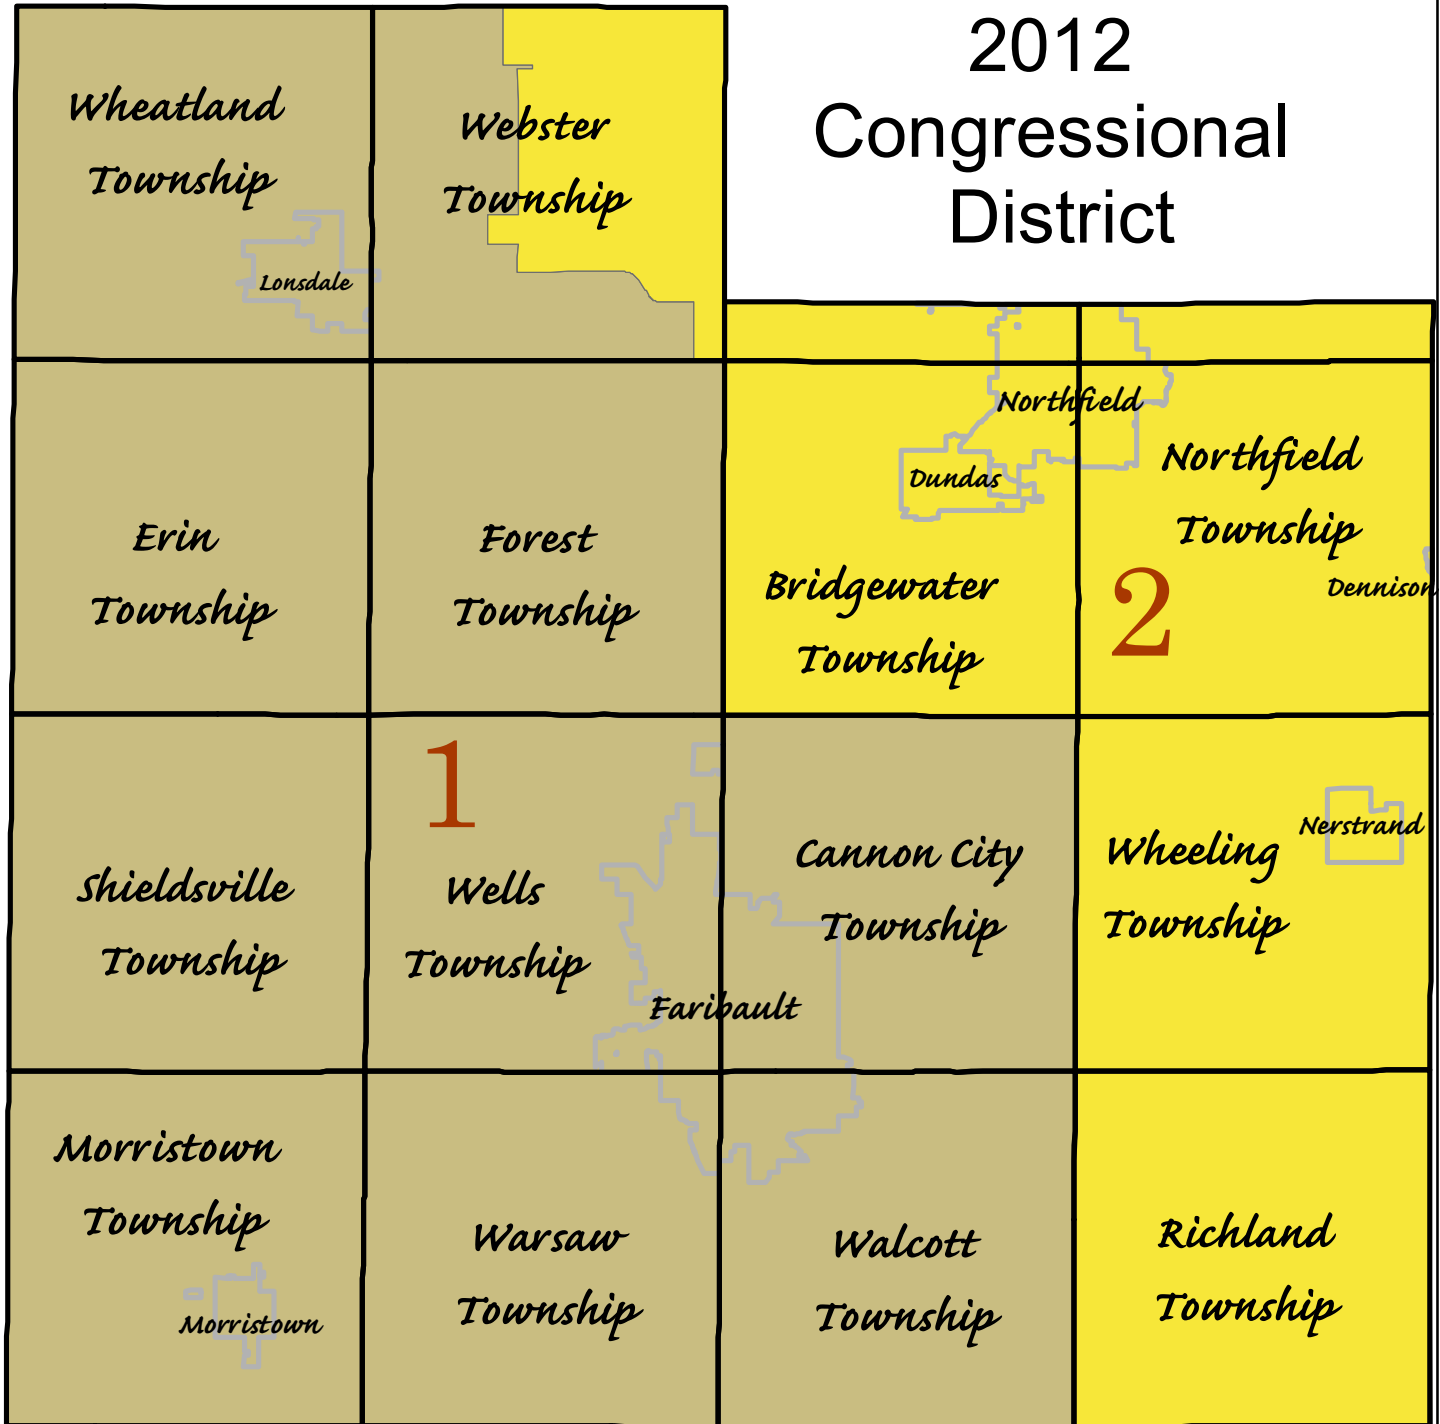 2012
Congressional
District
Wheatland
Township
Webster
Township
Lonsdale
Northfield
Dundas
Northfield
Township
Erin
Township
Forest
Township
Bridgewater
Township
2
Dennison
1
Shieldsville
Township
Wells
Township
Cannon City
Township
Wheeling
Township
Nerstrand
Faribault
Morristown
Township
Morristown
Warsaw
Township
Walcott
Township
Richland
Township